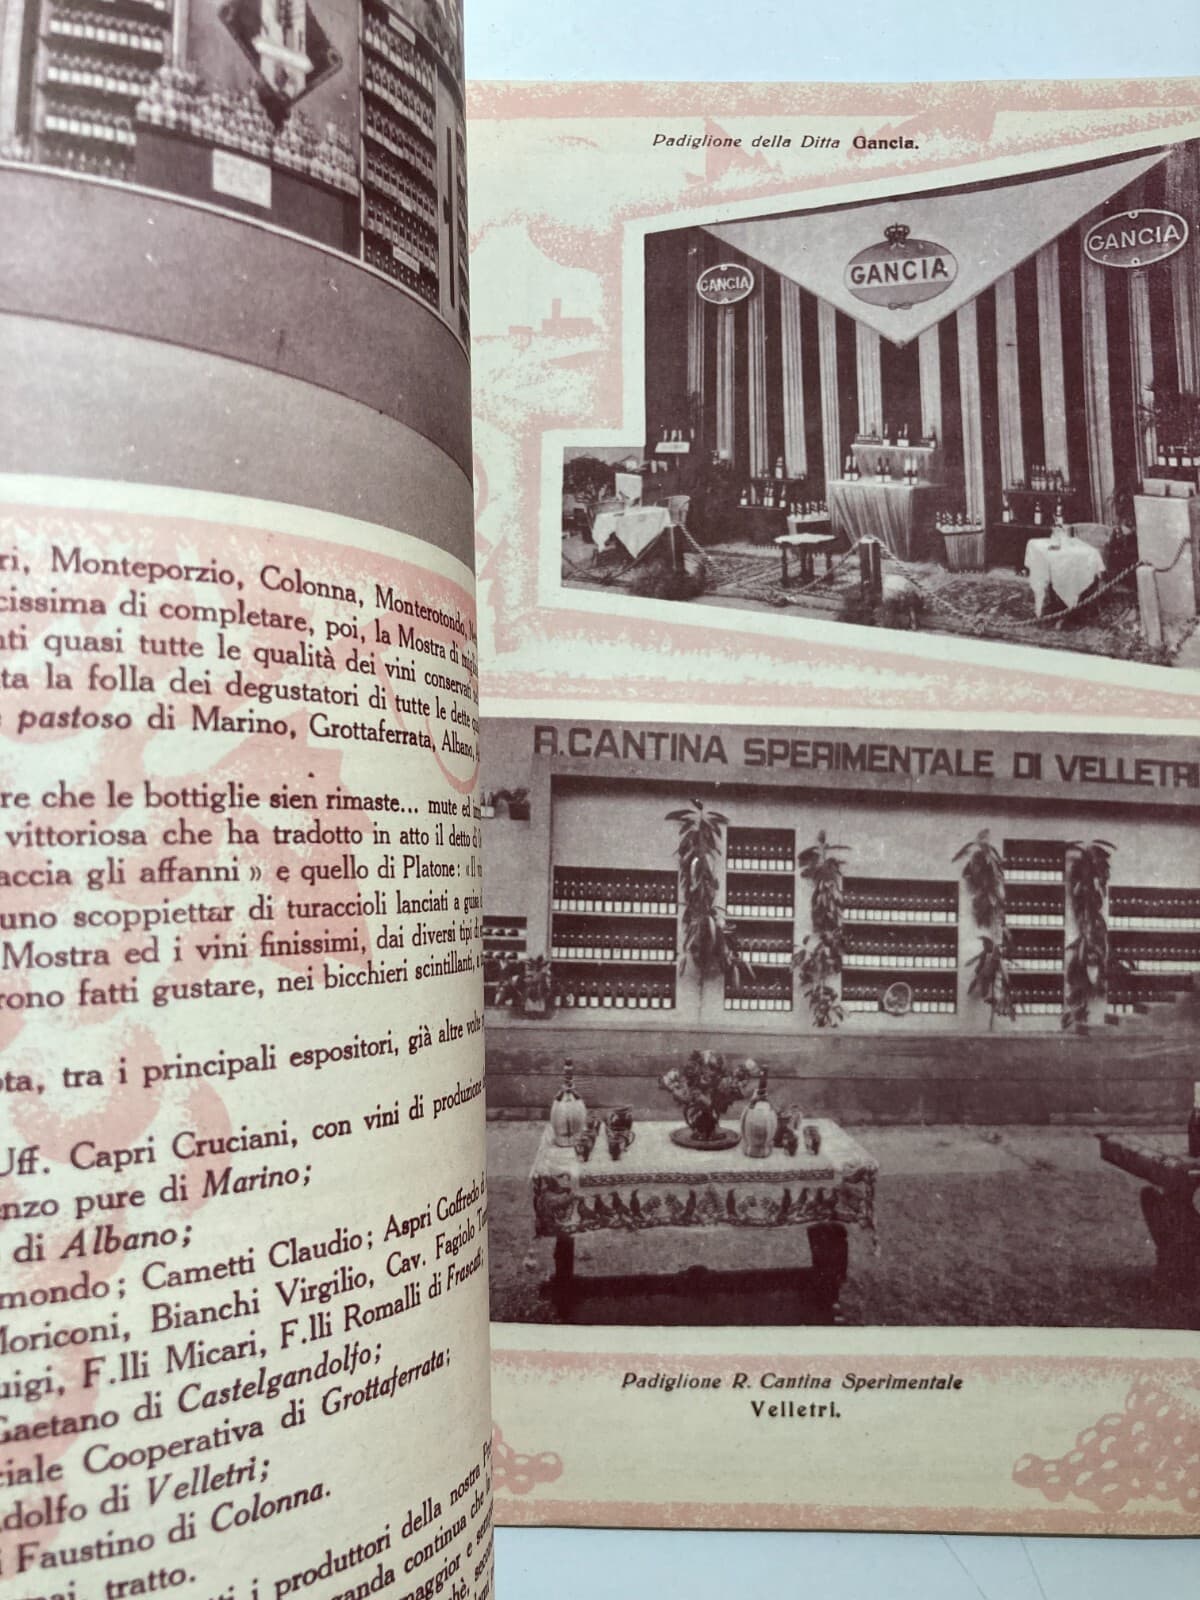 Monteporzio, Colonna, Monterotondo,
di completare, poi, la Mostra di
quasi tutte le qualità dei vini conservati
la folla dei degustatori di tutte le dette
pastoso di Marino, Grottaferrata, Albano,
re che le bottiglie sien rimaste... mute ed
vittoriosa che ha tradotto in atto il detto di
accia gli affanni » e quello di Platone: «Il
uno scoppiettar di turaccioli lanciati a guisa
Mostra ed i vini finissimi, dai diversi tipi
rono fatti gustare, nei bicchieri scintillanti,
ta, tra i principali espositori, già altre volte
Uff. Capri Cruciani, con vini di produzione
nzo pure di Marino;
di Albano;
mondo; Cametti Claudio; Aspri Goffredo
Moriconi, Bianchi Virgilio, Cav. Fagiolo
uigi, F.lli Micari, F.lli Romalli di Frascati;
Gaetano di Castelgandolfo;
ciale Cooperativa di Grottaferrata;
dolfo di Velletri;
Faustino di Colonna.
tratto.
i produttori della nostra
anda continua che
maggior e
Padiglione della Ditta Gancia.
GANCIA
GANCIA
GANCIA
R. CANTINA SPERIMENTALE DI VELLETRI
Padiglione R. Cantina Sperimentale
Velletri.